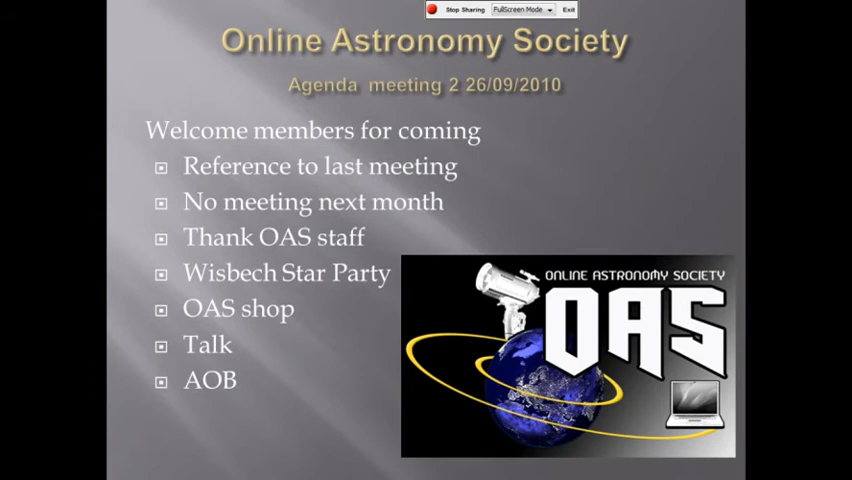 Stop Sharing FullScreen Mode Exit
Online Astronomy Society
Agenda meeting 2 26/09/2010
Welcome members for coming
Reference to last meeting
No meeting next month
Thank OAS staff
Wisbech Star Party
OAS shop
Talk
AOB
ONLINE ASTRONOMY SOCIETY
OAS